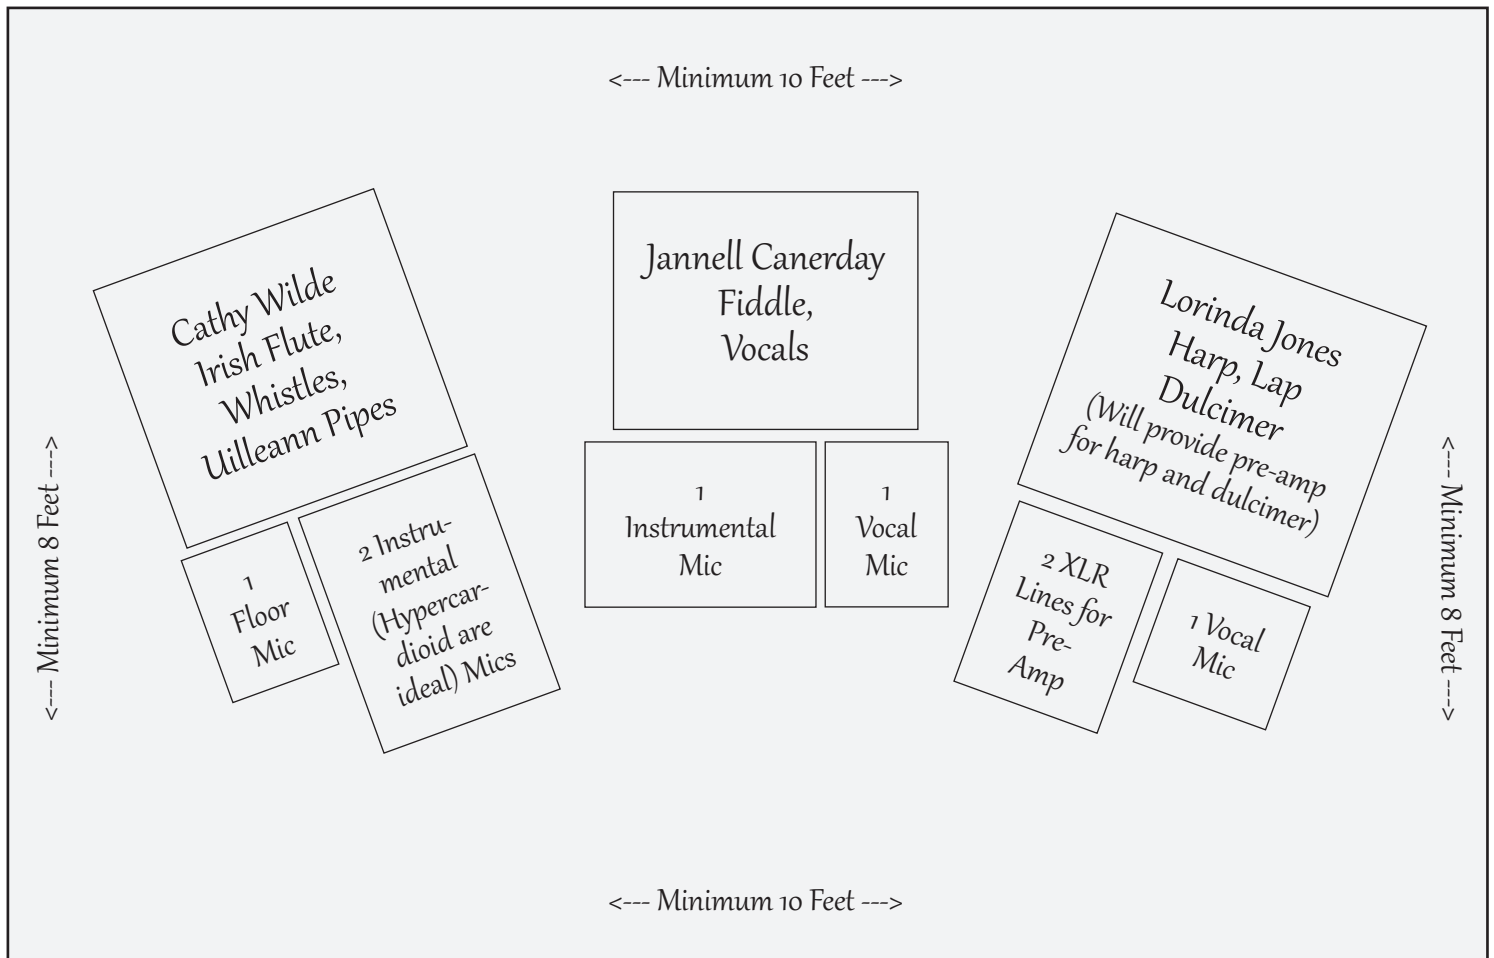 <--- Minimum 10 Feet --->
Cathy Wilde
Irish Flute,
Whistles,
Uilleann Pipes
1
Floor
Mic
2 Instru-
mental
(Hypercar-
dioid are
ideal) Mics
Jannell Canerday
Fiddle,
Vocals
1
Instrumental
Mic
1
Vocal
Mic
Lorinda Jones
Harp, Lap
Dulcimer
(Will provide pre-amp
for harp and dulcimer)
2 XLR
Lines for
Pre-
Amp
1 Vocal
Mic
<--- Minimum 8 Feet --->
<--- Minimum 8 Feet --->
<--- Minimum 10 Feet --->